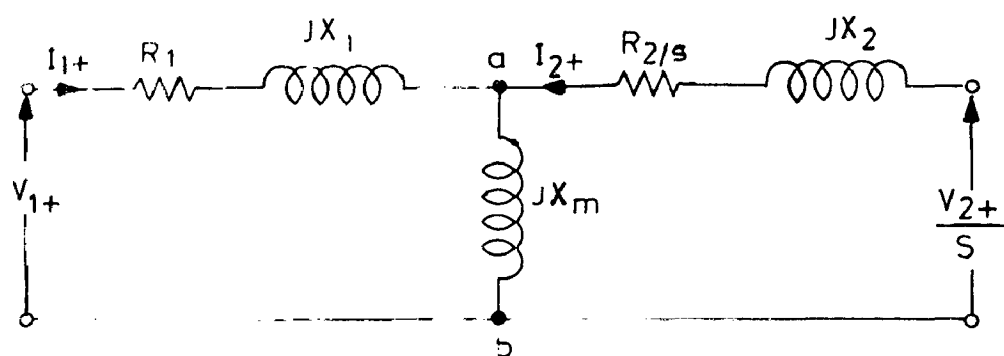 I1+
R1
JX1
a
I2+
R2/s
JX2
V1+
JXm
V2+
S
b